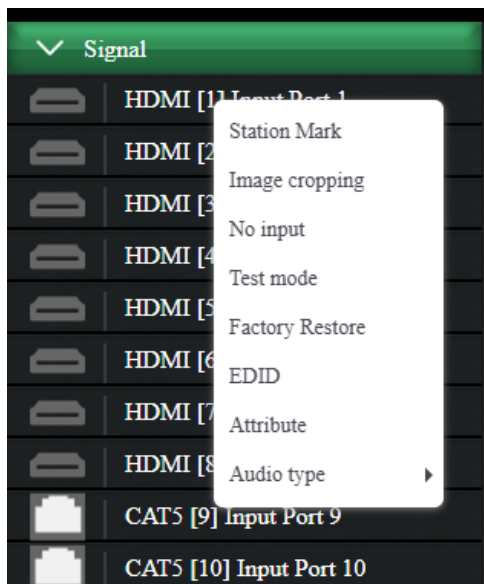 Signal
HDMI [1] Input Port 1
Station Mark
HDMI [2
Image cropping
HDMI [3
No input
HDMI [4
Test mode
HDMI [5
Factory Restore
HDMI [6
EDID
HDMI [7
Attribute
HDMI [8
Audio type
CAT5 [9] Input Port 9
CAT5 [10] Input Port 10